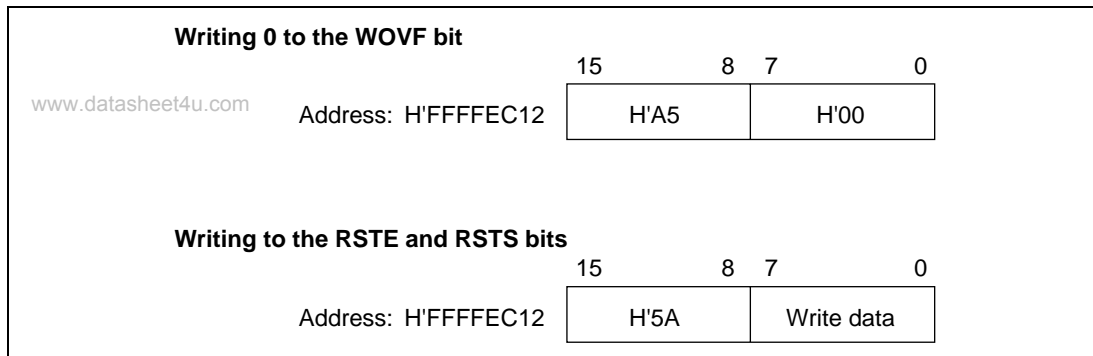 Writing 0 to the WOVF bit
15 8 7 0
www.datasheet4u.com
Address: H'FFFFEC12 H'A5 H'00
Writing to the RSTE and RSTS bits
15 8 7 0
Address: H'FFFFEC12 H'5A Write data